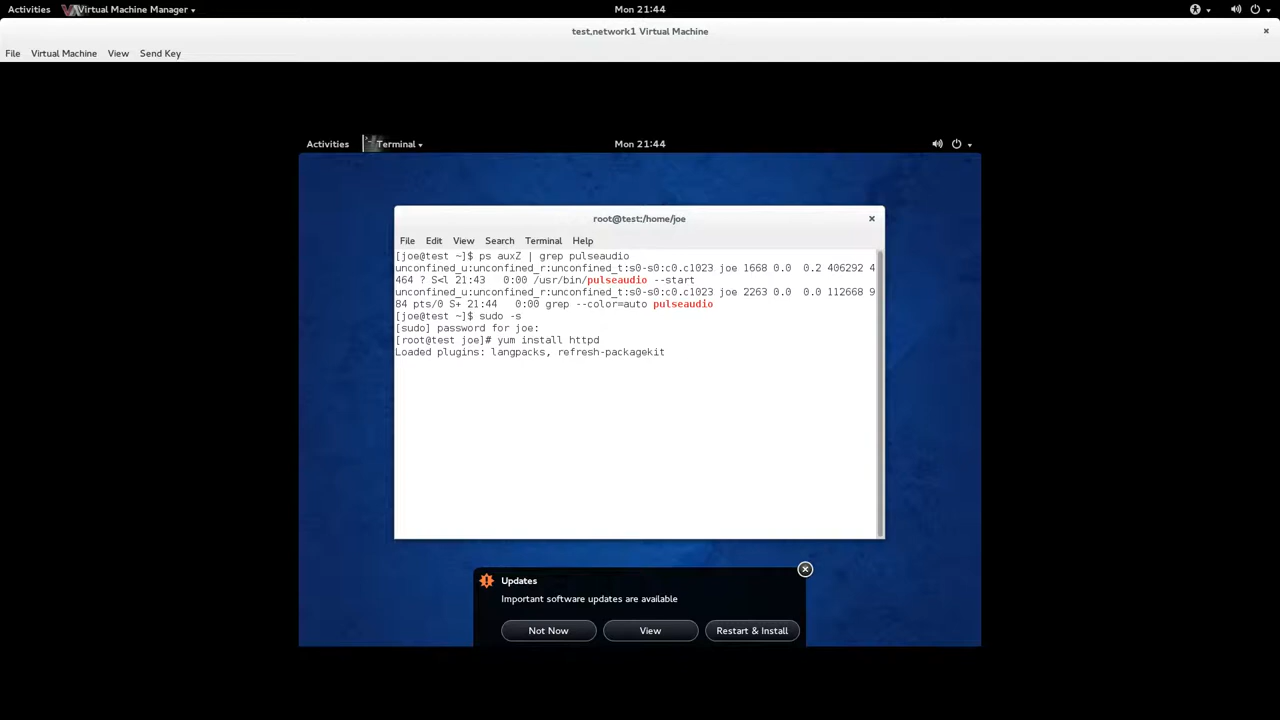 Activities Virtual Machine Manager Mon 21:44
test.network1 Virtual Machine
File Virtual Machine View Send Key
Activities Terminal Mon 21:44
root@test:/home/joe
File Edit View Search Terminal Help
[joe@test ~]$ ps auxZ | grep pulseaudio
unconfined_u:unconfined_r:unconfined_t:s0-s0:c0.c1023 joe 1668 0.0  0.2 406292 4
464 ? S<l 21:43   0:00 /usr/bin/pulseaudio --start
unconfined_u:unconfined_r:unconfined_t:s0-s0:c0.c1023 joe 2263 0.0  0.0 112668 9
84 pts/0 S+ 21:44   0:00 grep --color=auto pulseaudio
[joe@test ~]$ sudo -s
[sudo] password for joe:
[root@test joe]# yum install httpd
Loaded plugins: langpacks, refresh-packagekit
Updates
Important software updates are available
Not Now View Restart & Install